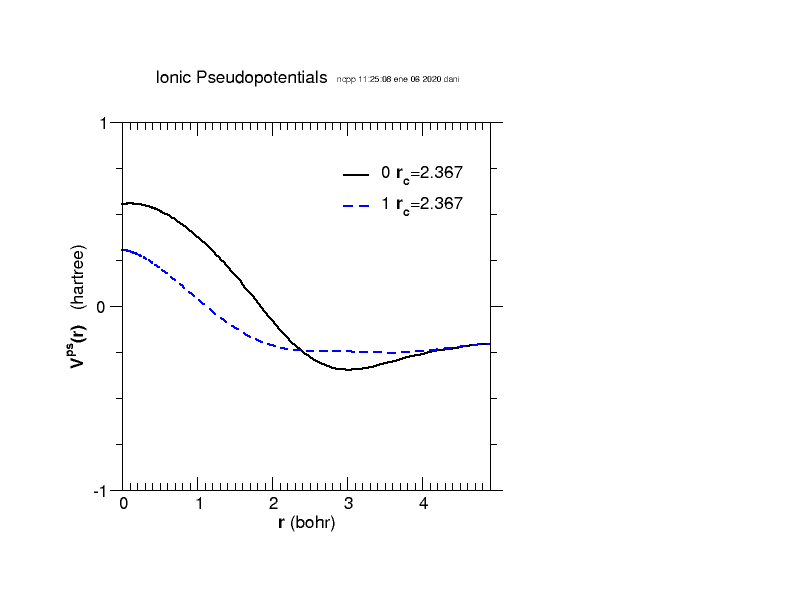 Ionic Pseudopotentials ncpp 11:25:08 ene 06 2020 dani
1
0 rc=2.367
1 rc=2.367
0
Vps(r) (hartree)
-1
0 1 2 3 4
r (bohr)